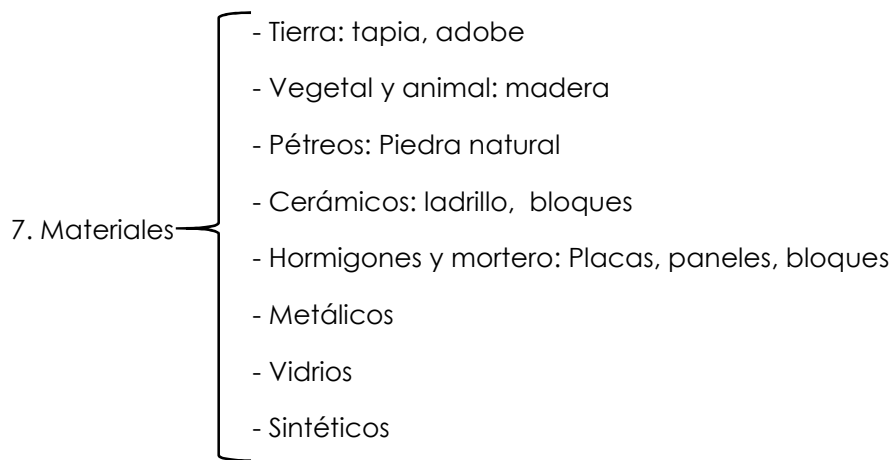 - Tierra: tapia, adobe
- Vegetal y animal: madera
- Pétreos: Piedra natural
- Cerámicos: ladrillo,  bloques
7. Materiales
- Hormigones y mortero: Placas, paneles, bloques
- Metálicos
- Vidrios
- Sintéticos